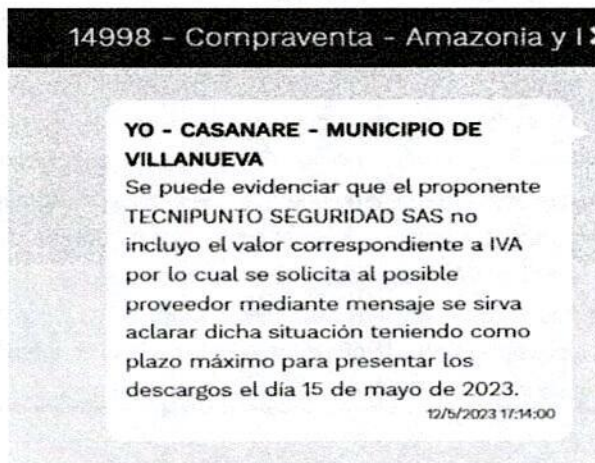 14998 - Compraventa - Amazonia y
YO - CASANARE - MUNICIPIO DE
VILLANUEVA
Se puede evidenciar que el proponente
TECNIPUNTO SEGURIDAD SAS no
incluyo el valor correspondiente a IVA
por lo cual se solicita al posible
proveedor mediante mensaje se sirva
aclarar dicha situación teniendo como
plazo máximo para presentar los
descargos el día 15 de mayo de 2023.
12/5/2023 17:14:00